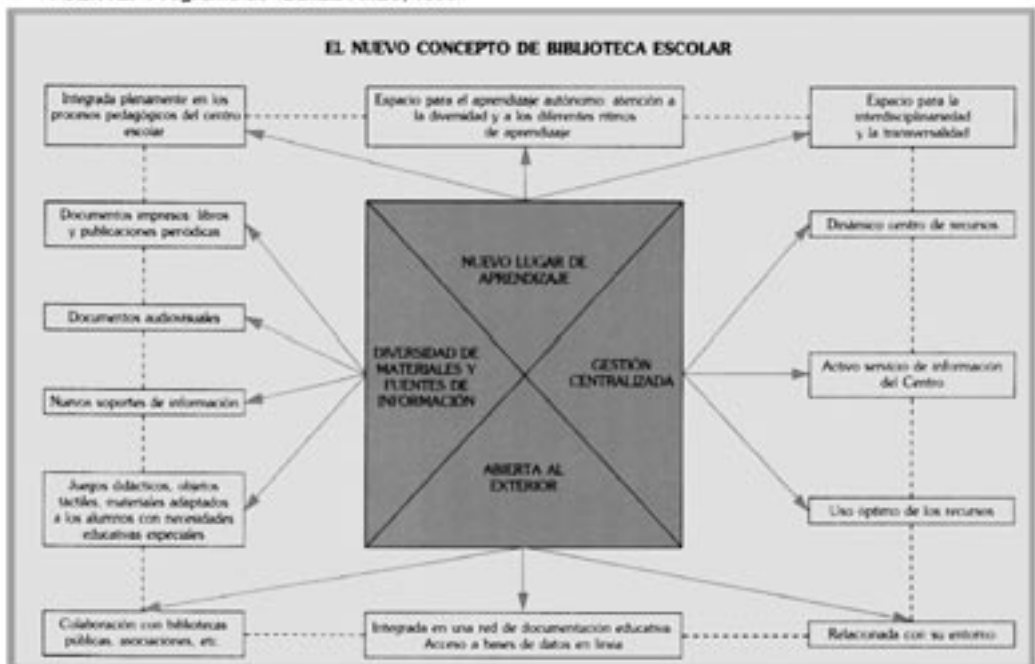 EL NUEVO CONCEPTO DE BIBLIOTECA ESCOLAR
Integrada plenamente en los
procesos pedagógicos del centro
escolar
Espacio para el aprendizaje autónomo: atención a
la diversidad y a los diferentes ritmos
de aprendizaje
Espacio para la
interdisciplinariedad
y la transversalidad
Documentos impresos: libros
y publicaciones periódicas
Documentos audiovisuales
Nuevos soportes de información
Juegos didácticos, objetos
táctiles, materiales adaptados
a los alumnos con necesidades
educativas especiales
NUEVO LUGAR DE
APRENDIZAJE
DIVERSIDAD DE
MATERIALES Y
FUENTES DE
INFORMACIÓN
GESTIÓN
CENTRALIZADA
ABIERTA AL
EXTERIOR
Dinámico centro de recursos
Activo servicio de información
del Centro
Uso óptimo de los recursos
Colaboración con bibliotecas
públicas, asociaciones, etc.
Integrada en una red de documentación educativa
Acceso a bases de datos en línea
Relacionada con su entorno